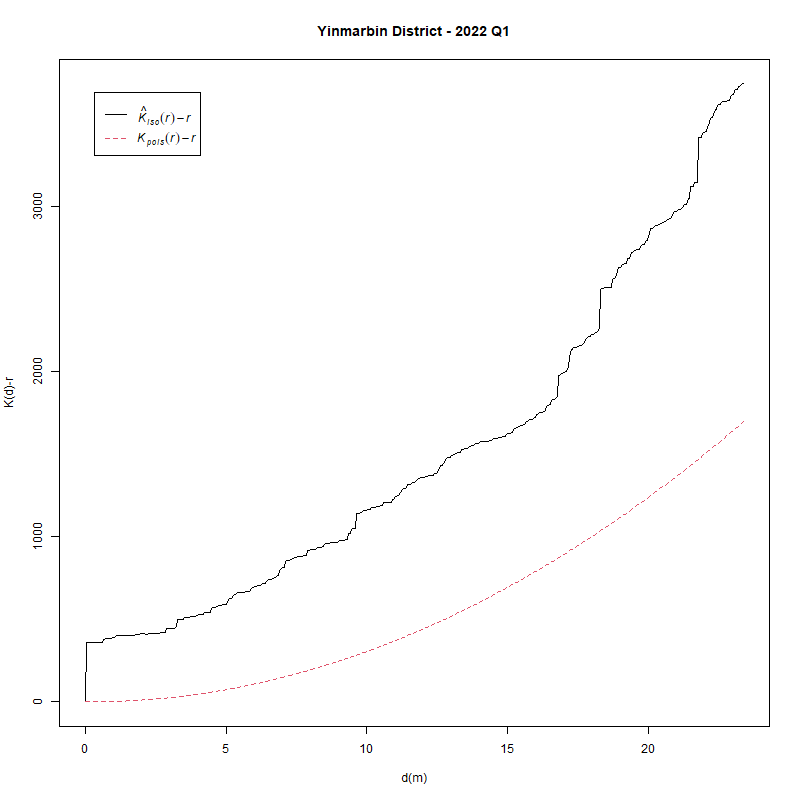 Yinmarbin District - 2022 Q1
K̂iso(r)−r
Kpois(r)−r
K(d)-r
3000
2000
1000
0
0 5 10 15 20
d(m)